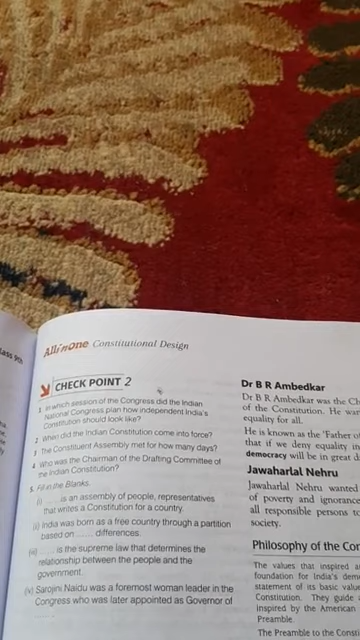 lass 9th
All in one Constitutional Design
CHECK POINT 2
1 In which session of the Congress did the Indian
National Congress plan how independent India's
Constitution should look like?
2 When did the Indian Constitution come into force?
3 The Constituent Assembly met for how many days?
4 Who was the Chairman of the Drafting Committee of
the Indian Constitution?
5. Fill in the Blanks.
(i) ...... is an assembly of people, representatives
that writes a Constitution for a country.
(ii) India was born as a free country through a partition
based on ...... differences.
(iii) ...... is the supreme law that determines the
relationship between the people and the
government.
(iv) Sarojini Naidu was a foremost woman leader in the
Congress who was later appointed as Governor of
......
Dr B R Ambedkar
Dr B R Ambedkar was the Ch
of the Constitution. He wan
equality for all.
He is known as the 'Father o
that if we deny equality in
democracy will be in great d
Jawaharlal Nehru
Jawaharlal Nehru wanted
of poverty and ignorance
all responsible persons to
society.
Philosophy of the Con
The values that inspired a
foundation for India's dem
statement of its basic value
Constitution. They guide a
inspired by the American
Preamble.
The Preamble to the Con